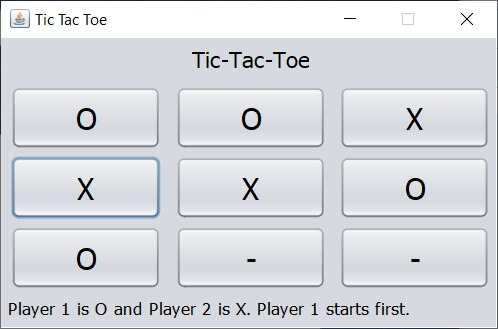 Tic Tac Toe
Tic-Tac-Toe
O O X
X X O
O - -
Player 1 is O and Player 2 is X. Player 1 starts first.